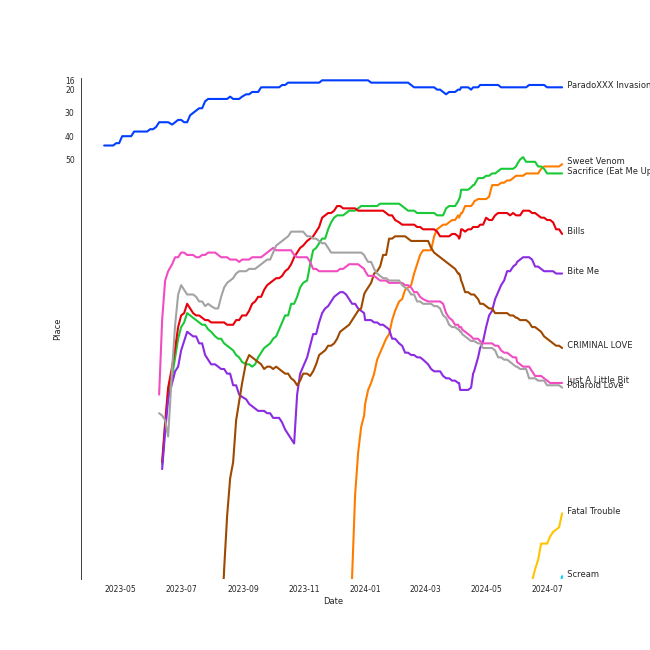 16
20
30
40
50
Place
ParadoXXX Invasion
Sweet Venom
Sacrifice (Eat Me Up
Bills
Bite Me
CRIMINAL LOVE
Just A Little Bit
Polaroid Love
Fatal Trouble
Scream
2023-05 2023-07 2023-09 2023-11 2024-01 2024-03 2024-05 2024-07
Date